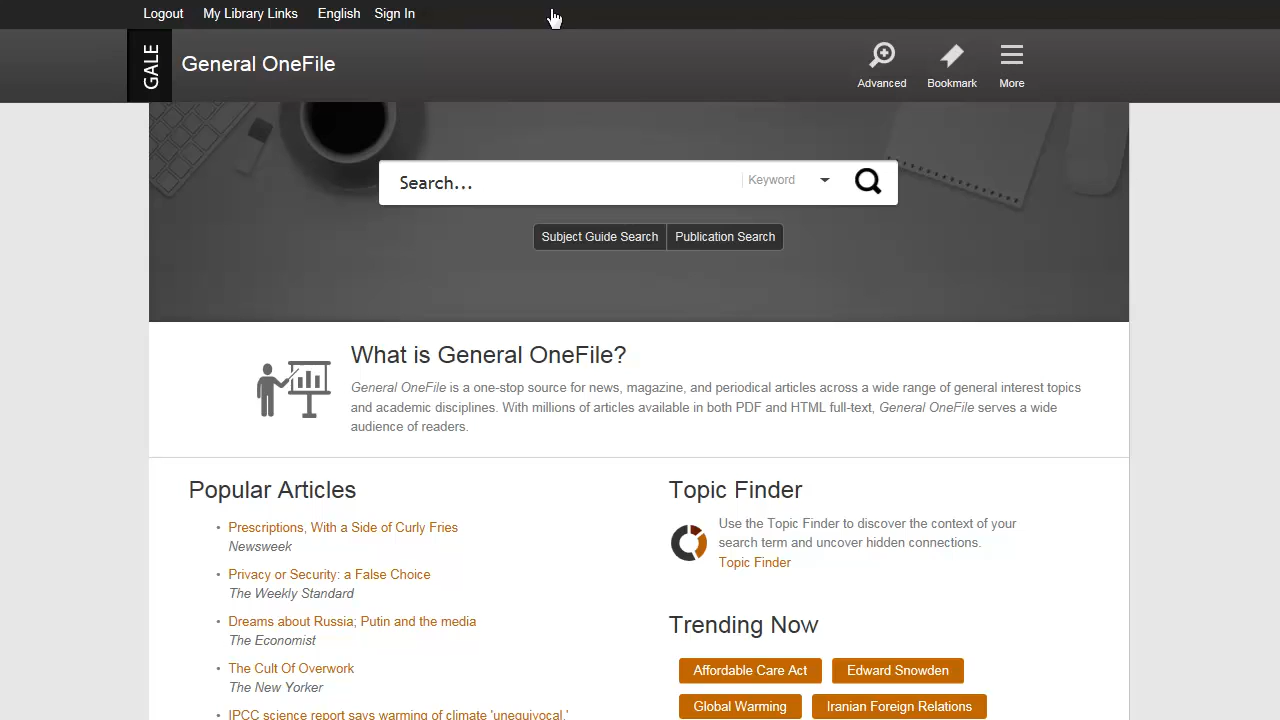 Logout My Library Links English Sign In
GALE General OneFile
Advanced Bookmark More
Search... Keyword
Subject Guide Search Publication Search
What is General OneFile?
General OneFile is a one-stop source for news, magazine, and periodical articles across a wide range of general interest topics
and academic disciplines. With millions of articles available in both PDF and HTML full-text, General OneFile serves a wide
audience of readers.
Popular Articles
• Prescriptions, With a Side of Curly Fries
Newsweek
• Privacy or Security: a False Choice
The Weekly Standard
• Dreams about Russia; Putin and the media
The Economist
• The Cult Of Overwork
The New Yorker
• IPCC science report says warming of climate 'unequivocal.'
Topic Finder
Use the Topic Finder to discover the context of your
search term and uncover hidden connections.
Topic Finder
Trending Now
Affordable Care Act Edward Snowden
Global Warming Iranian Foreign Relations